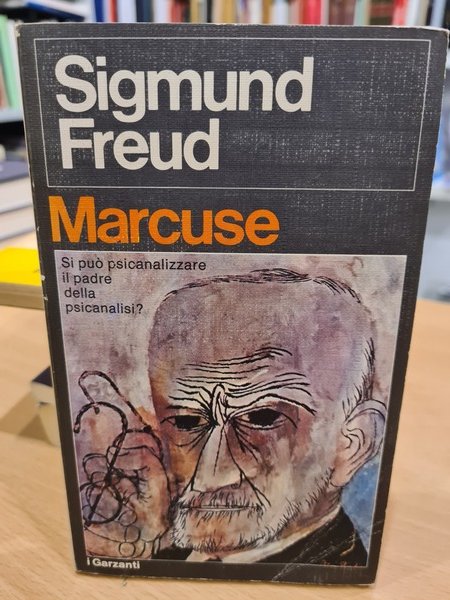 Sigmund
Freud
Marcuse
Si può psicanalizzare
il padre
della
psicanalisi?
i Garzanti